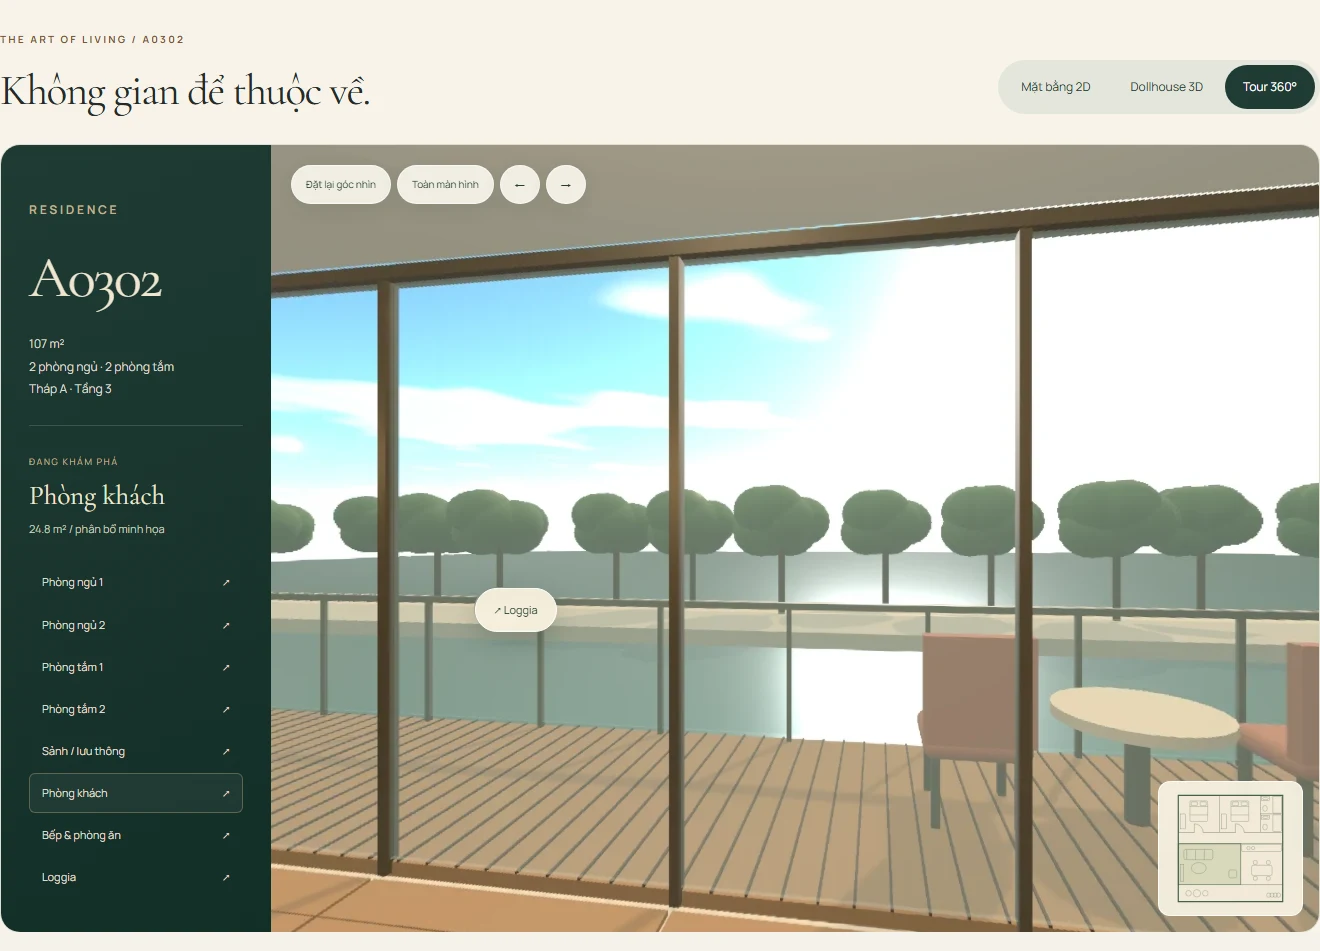 THE ART OF LIVING / A0302
Không gian để thuộc về.
Mặt bằng 2D
Dollhouse 3D
Tour 360°
Đặt lại góc nhìn
Toàn màn hình
←
→
RESIDENCE
A0302
107 m²
2 phòng ngủ · 2 phòng tắm
Tháp A · Tầng 3
ĐANG KHÁM PHÁ
Phòng khách
24.8 m² / phân bổ minh họa
Phòng ngủ 1 ↗
Phòng ngủ 2 ↗
Phòng tắm 1 ↗
Phòng tắm 2 ↗
Sảnh / lưu thông ↗
Phòng khách ↗
Bếp & phòng ăn ↗
Loggia ↗
↗ Loggia